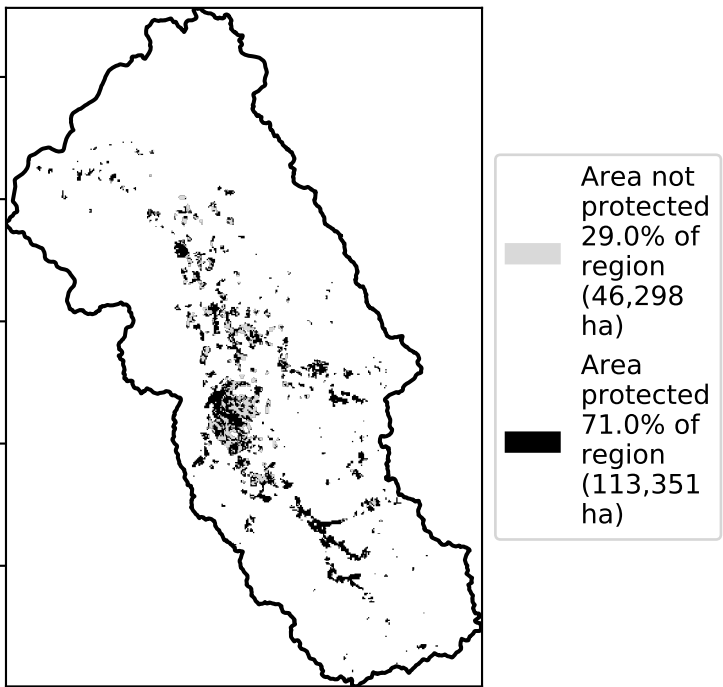 Area not
protected
29.0% of
region
(46,298
ha)
Area
protected
71.0% of
region
(113,351
ha)